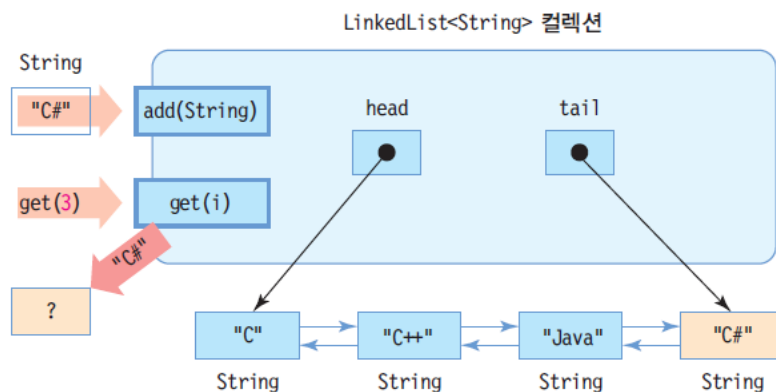 LinkedList<String> 컬렉션
String
"C#"
add(String)
head
tail
get(3)
get(i)
"C#"
?
"C"
"C++"
"Java"
"C#"
String
String
String
String